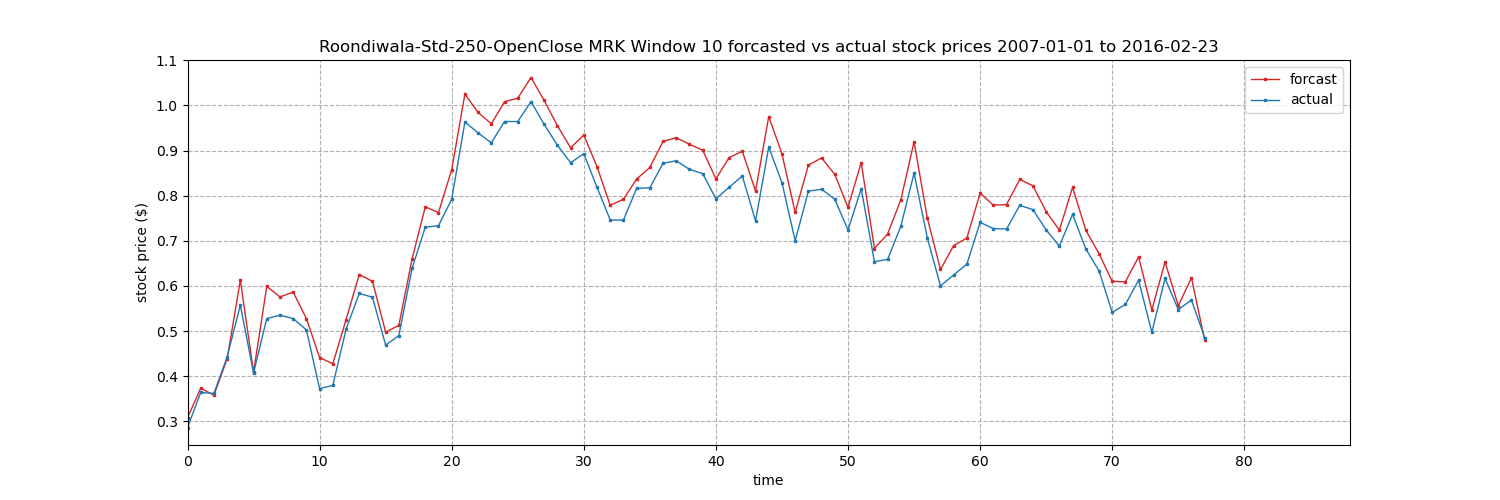 Roondiwala-Std-250-OpenClose MRK Window 10 forcasted vs actual stock prices 2007-01-01 to 2016-02-23
forcast
actual
stock price ($)
1.1
1.0
0.9
0.8
0.7
0.6
0.5
0.4
0.3
0 10 20 30 40 50 60 70 80
time